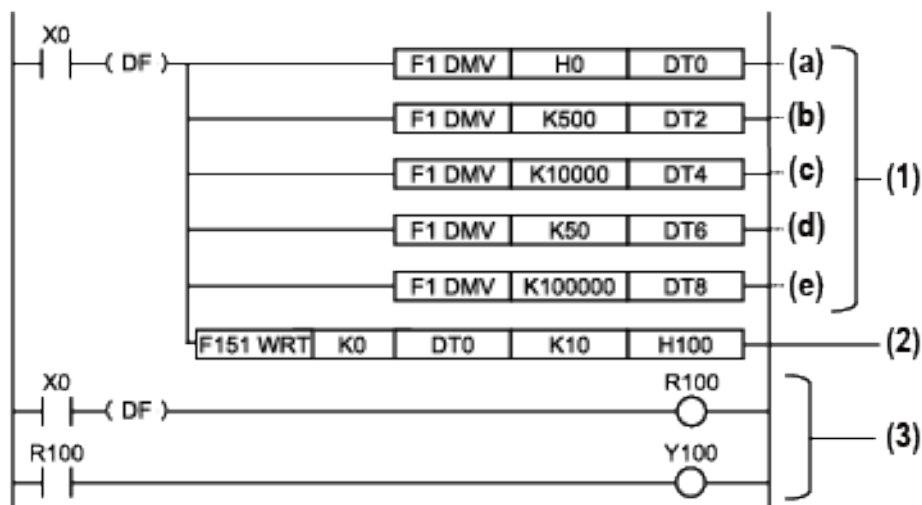 X0
( DF ) F1 DMV H0 DT0 (a)
F1 DMV K500 DT2 (b)
F1 DMV K10000 DT4 (c)
(1)
F1 DMV K50 DT6 (d)
F1 DMV K100000 DT8 (e)
F151 WRT K0 DT0 K10 H100 (2)
X0 R100
( DF )
(3)
R100 Y100